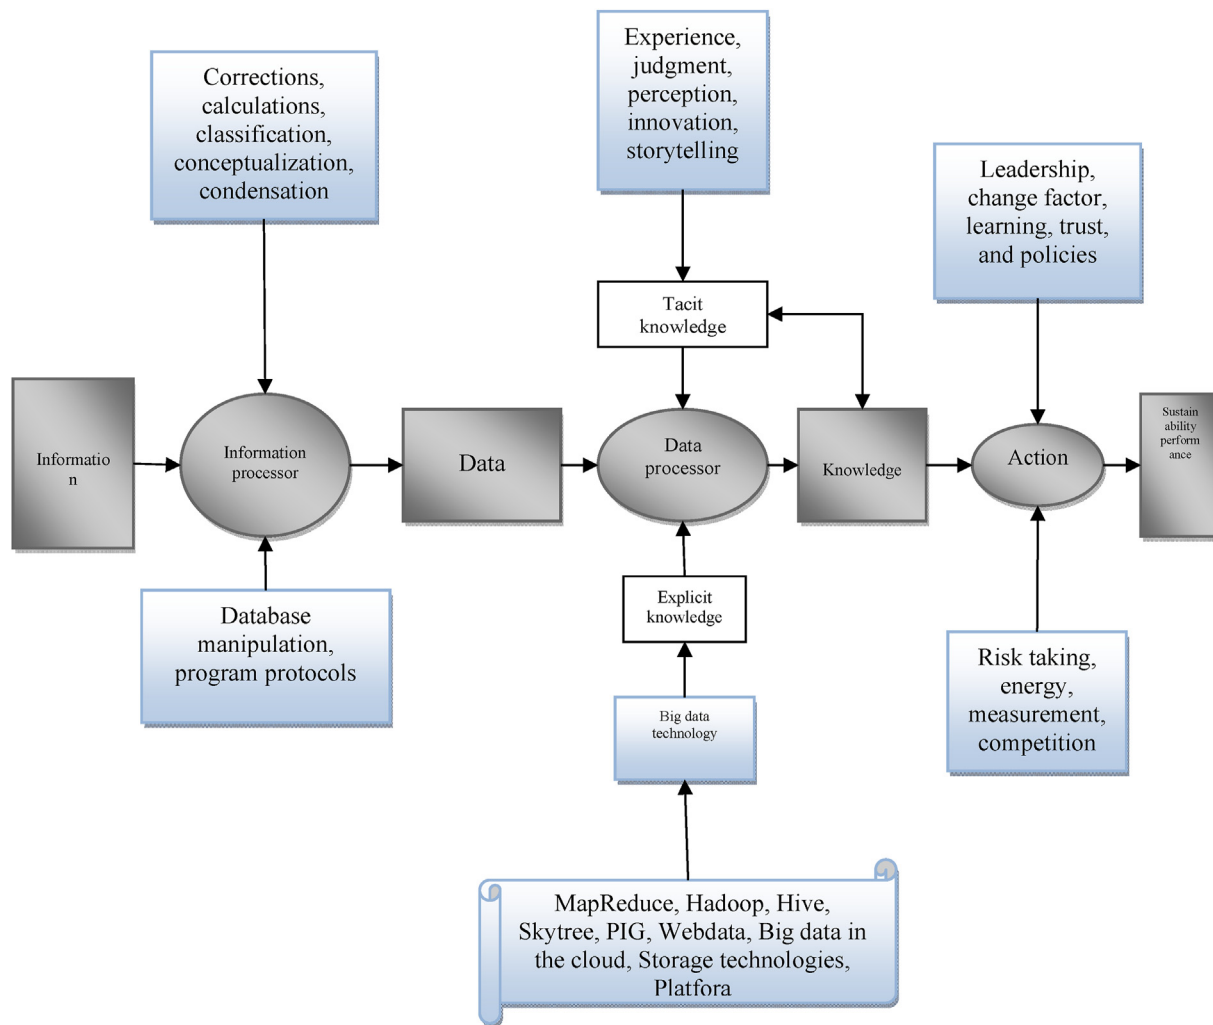 Experience,
judgment,
perception,
innovation,
storytelling
Corrections,
calculations,
classification,
conceptualization,
condensation
Leadership,
change factor,
learning, trust,
and policies
Tacit
knowledge
Informatio
n
Information
processor
Data
Data
processor
Knowledge
Action
Sustain
ability
perform
ance
Explicit
knowledge
Database
manipulation,
program protocols
Big data
technology
Risk taking,
energy,
measurement,
competition
MapReduce, Hadoop, Hive,
Skytree, PIG, Webdata, Big data in
the cloud, Storage technologies,
Platfora